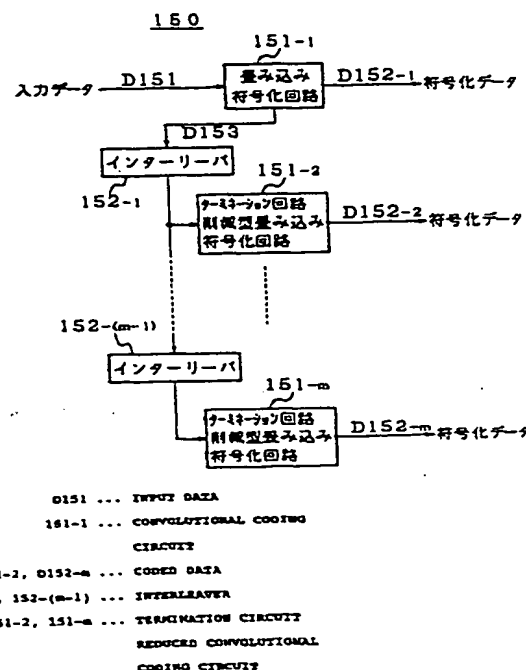 150
151-1
入力データ D151 畳み込み 符号化回路 D152-1 符号化データ
D153
インターリーバ
152-1
151-2
ターミネーション回路
削減型畳み込み
符号化回路
D152-2 符号化データ
152-(m-1)
インターリーバ
151-m
ターミネーション回路
削減型畳み込み
符号化回路
D152-m 符号化データ
D151 ... INPUT DATA
151-1 ... CONVOLUTIONAL CODING
CIRCUIT
-2, D152-m ... CODED DATA
, 152-(m-1) ... INTERLEAVER
51-2, 151-m ... TERMINATION CIRCUIT
REDUCED CONVOLUTIONAL
CODING CIRCUIT